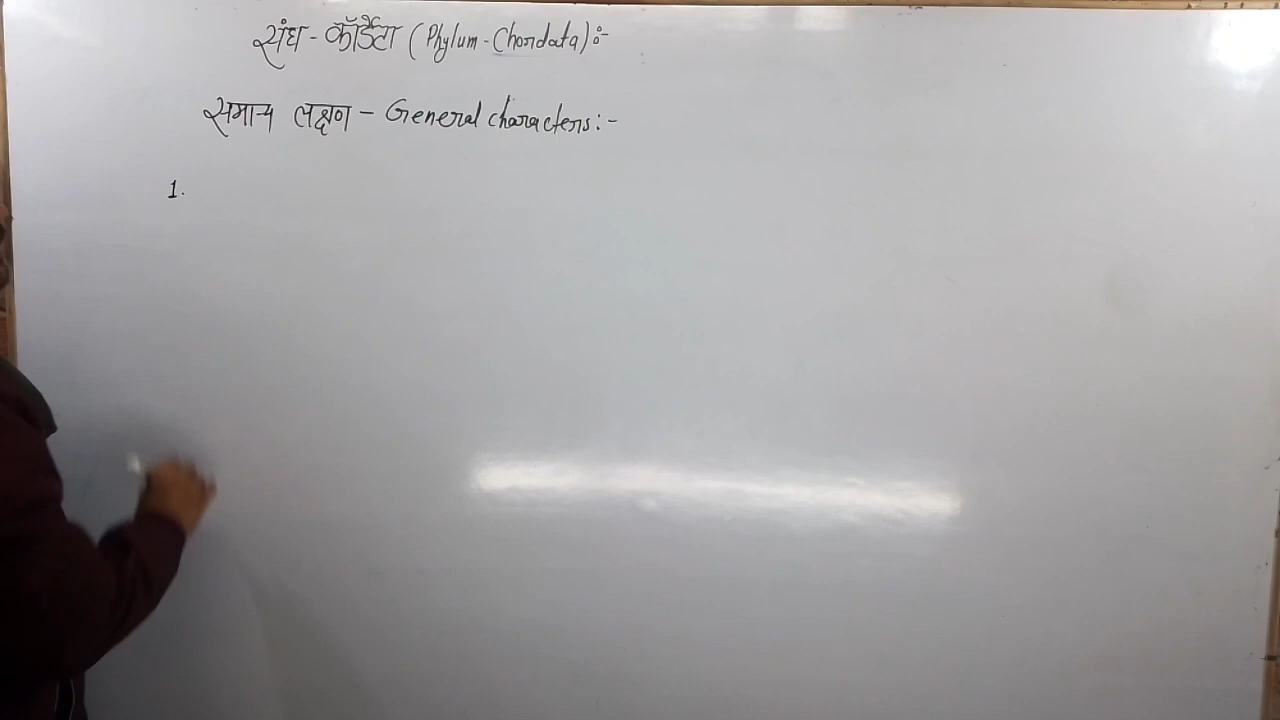 संघ - कॉर्डेटा ( Phylum - Chordata ) :-
समान्य लक्षण - General characters :-
1.